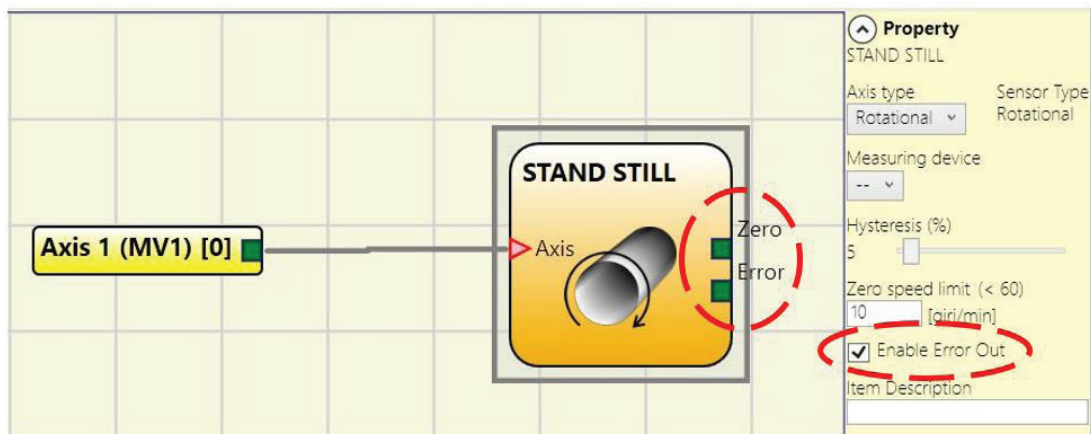 Axis 1 (MV1) [0]
STAND STILL
Axis
Zero
Error
Property
STAND STILL
Axis type
Sensor Type
Rotational
Rotational
Measuring device
--
Hysteresis (%)
5
Zero speed limit (< 60)
10 [giri/min]
Enable Error Out
Item Description